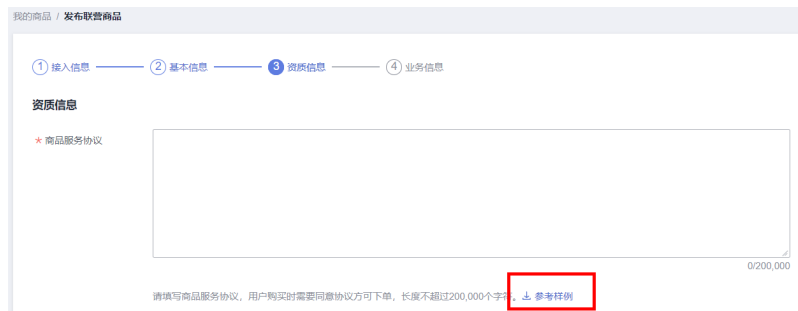 我的商品 / 发布联营商品
1 接入信息 2 基本信息 3 资质信息 4 业务信息
资质信息
* 商品服务协议
0/200,000
请填写商品服务协议，用户购买时需要同意协议方可下单，长度不超过200,000个字符。 参考样例